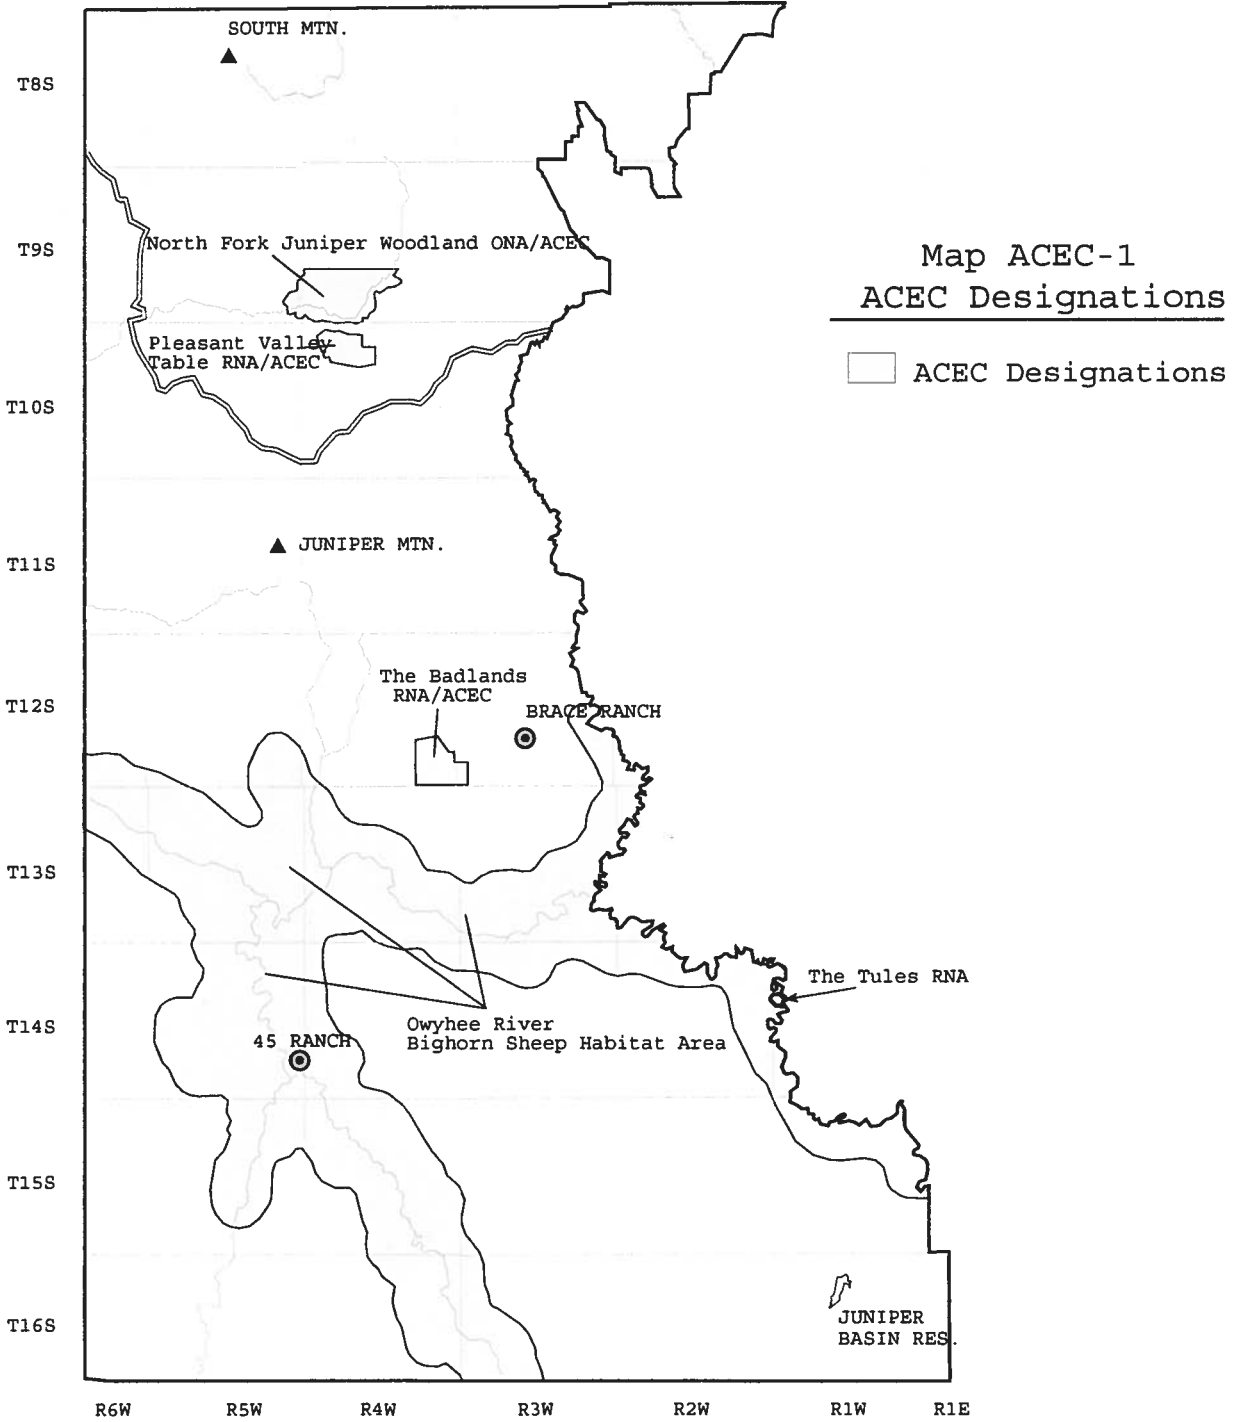 SOUTH MTN.
T8S
North Fork Juniper Woodland ONA/ACEC
T9S
Map ACEC-1
ACEC Designations
Pleasant Valley
Table RNA/ACEC
ACEC Designations
T10S
JUNIPER MTN.
T11S
The Badlands
RNA/ACEC
T12S
BRACE RANCH
T13S
The Tules RNA
T14S
Owyhee River
Bighorn Sheep Habitat Area
45 RANCH
T15S
JUNIPER
BASIN RES.
T16S
R6W R5W R4W R3W R2W R1W R1E